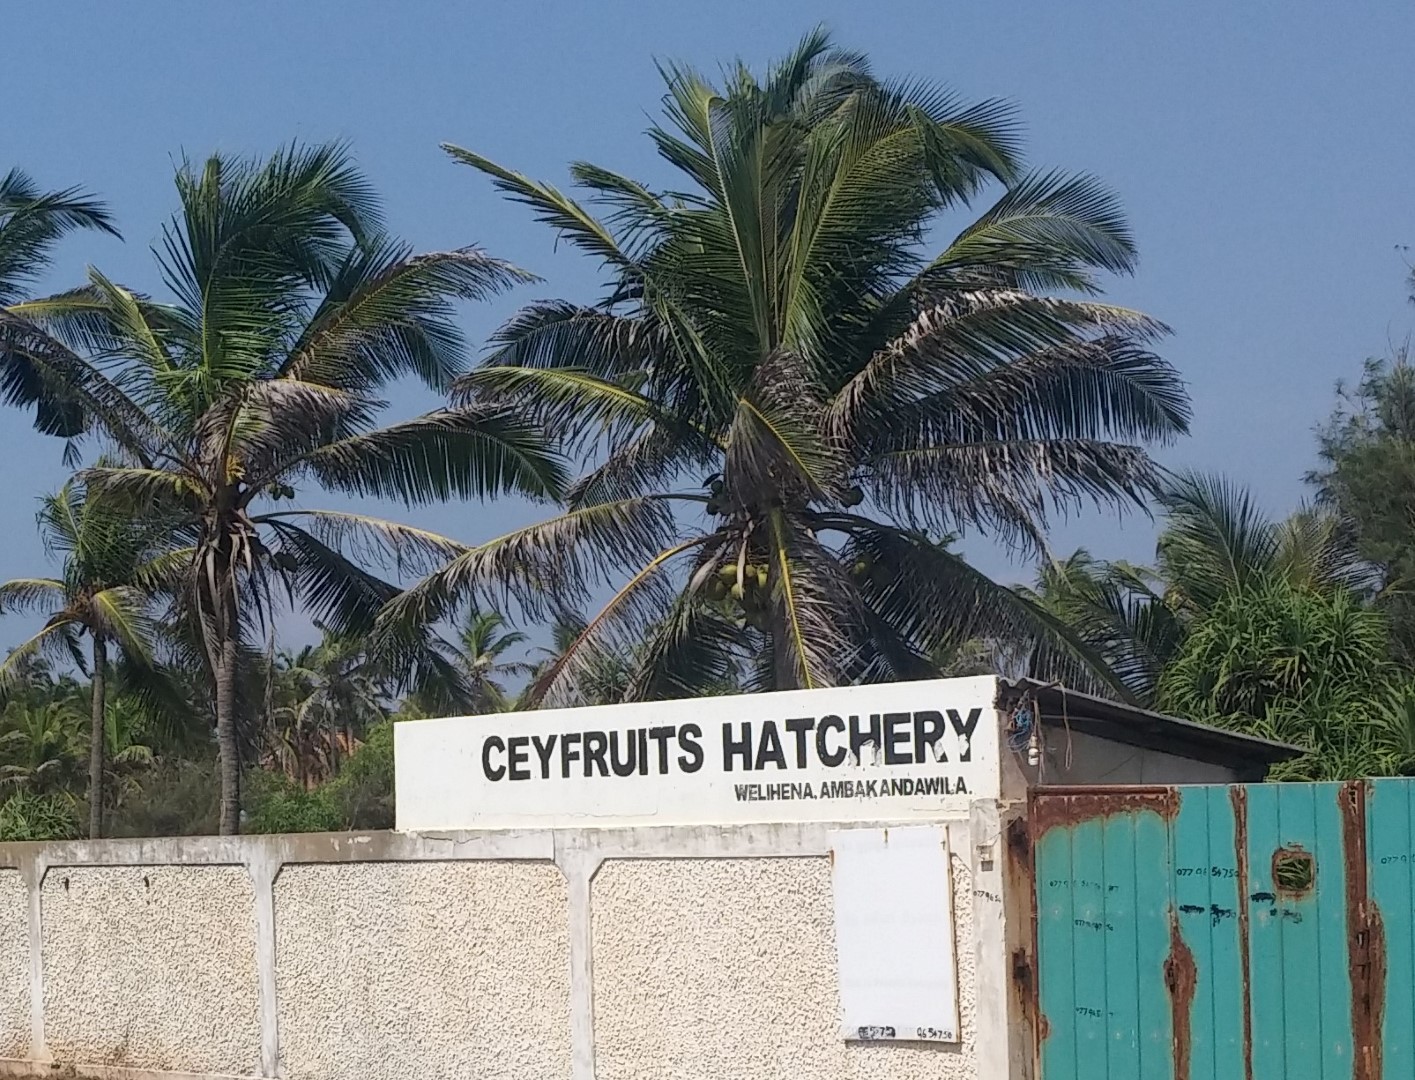 CEYFRUITS HATCHERY
WELIHENA, AMBAKANDAWILA.